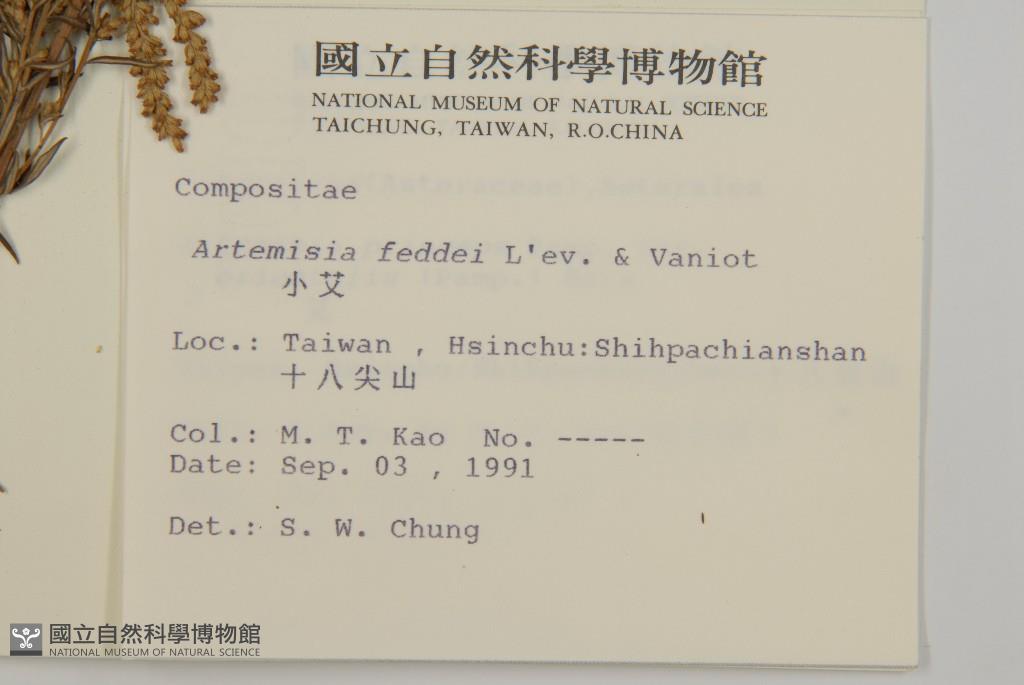 國立自然科學博物館
NATIONAL MUSEUM OF NATURAL SCIENCE
TAICHUNG, TAIWAN, R.O.CHINA
Compositae
Artemisia feddei L'ev. & Vaniot
小艾
Loc.: Taiwan , Hsinchu:Shihpachianshan
十八尖山
Col.: M. T. Kao No. -----
Date: Sep. 03 , 1991
Det.: S. W. Chung
國立自然科學博物館
NATIONAL MUSEUM OF NATURAL SCIENCE